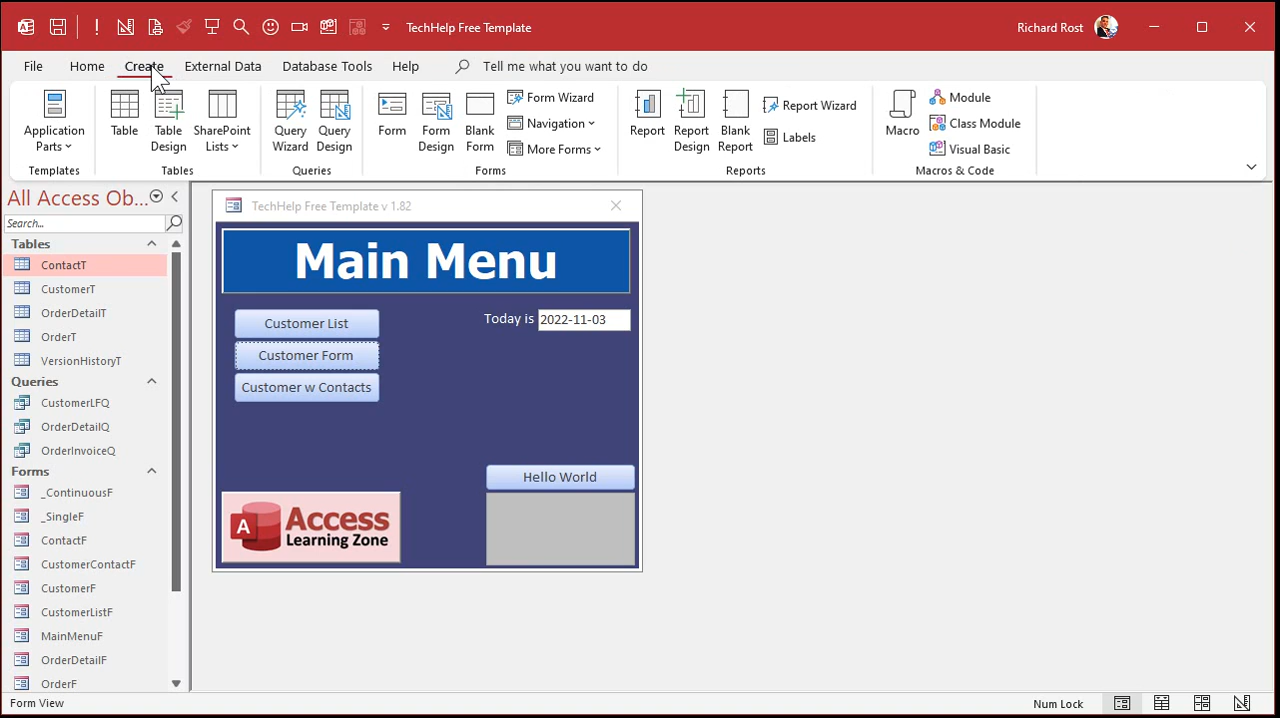 TechHelp Free Template
Richard Rost
File Home Create External Data Database Tools Help Tell me what you want to do
Application Parts
Templates
Table
Table Design
SharePoint Lists
Tables
Query Wizard
Query Design
Queries
Form
Form Design
Blank Form
Form Wizard
Navigation
More Forms
Forms
Report
Report Design
Blank Report
Report Wizard
Labels
Reports
Macro
Module
Class Module
Visual Basic
Macros & Code
All Access Ob...
Search...
Tables
ContactT
CustomerT
OrderDetailT
OrderT
VersionHistoryT
Queries
CustomerLFQ
OrderDetailQ
OrderInvoiceQ
Forms
_ContinuousF
_SingleF
ContactF
CustomerContactF
CustomerF
CustomerListF
MainMenuF
OrderDetailF
OrderF
TechHelp Free Template v 1.82
Main Menu
Customer List
Customer Form
Customer w Contacts
Today is 2022-11-03
Hello World
A Access
Learning Zone
Form View
Num Lock